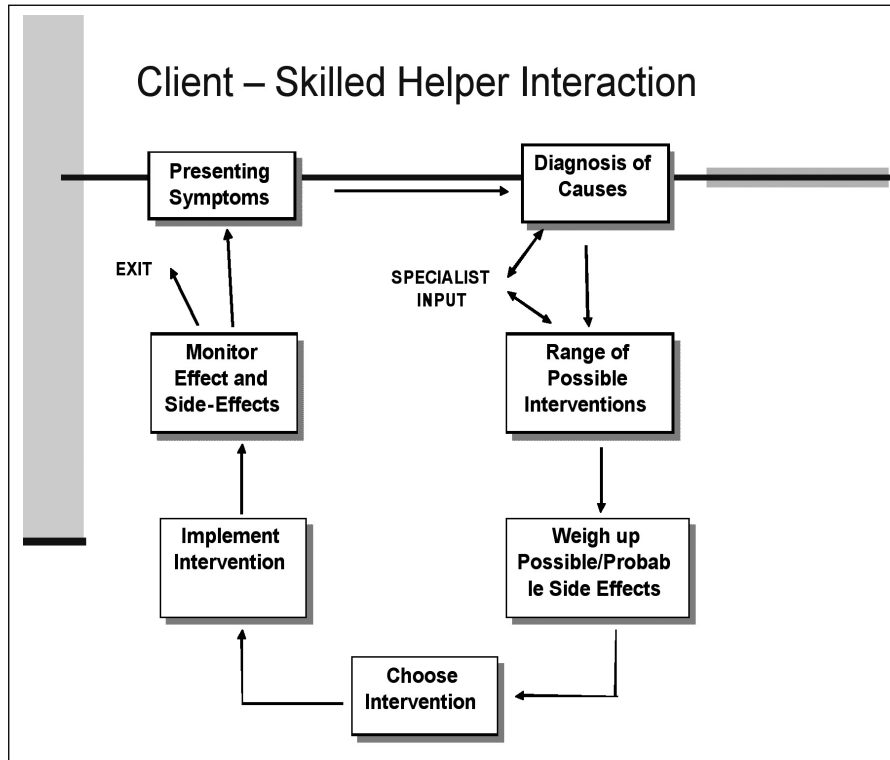 Client – Skilled Helper Interaction
Presenting
Symptoms
Diagnosis of
Causes
EXIT
SPECIALIST
INPUT
Monitor
Effect and
Side-Effects
Range of
Possible
Interventions
Implement
Intervention
Weigh up
Possible/Probab
le Side Effects
Choose
Intervention